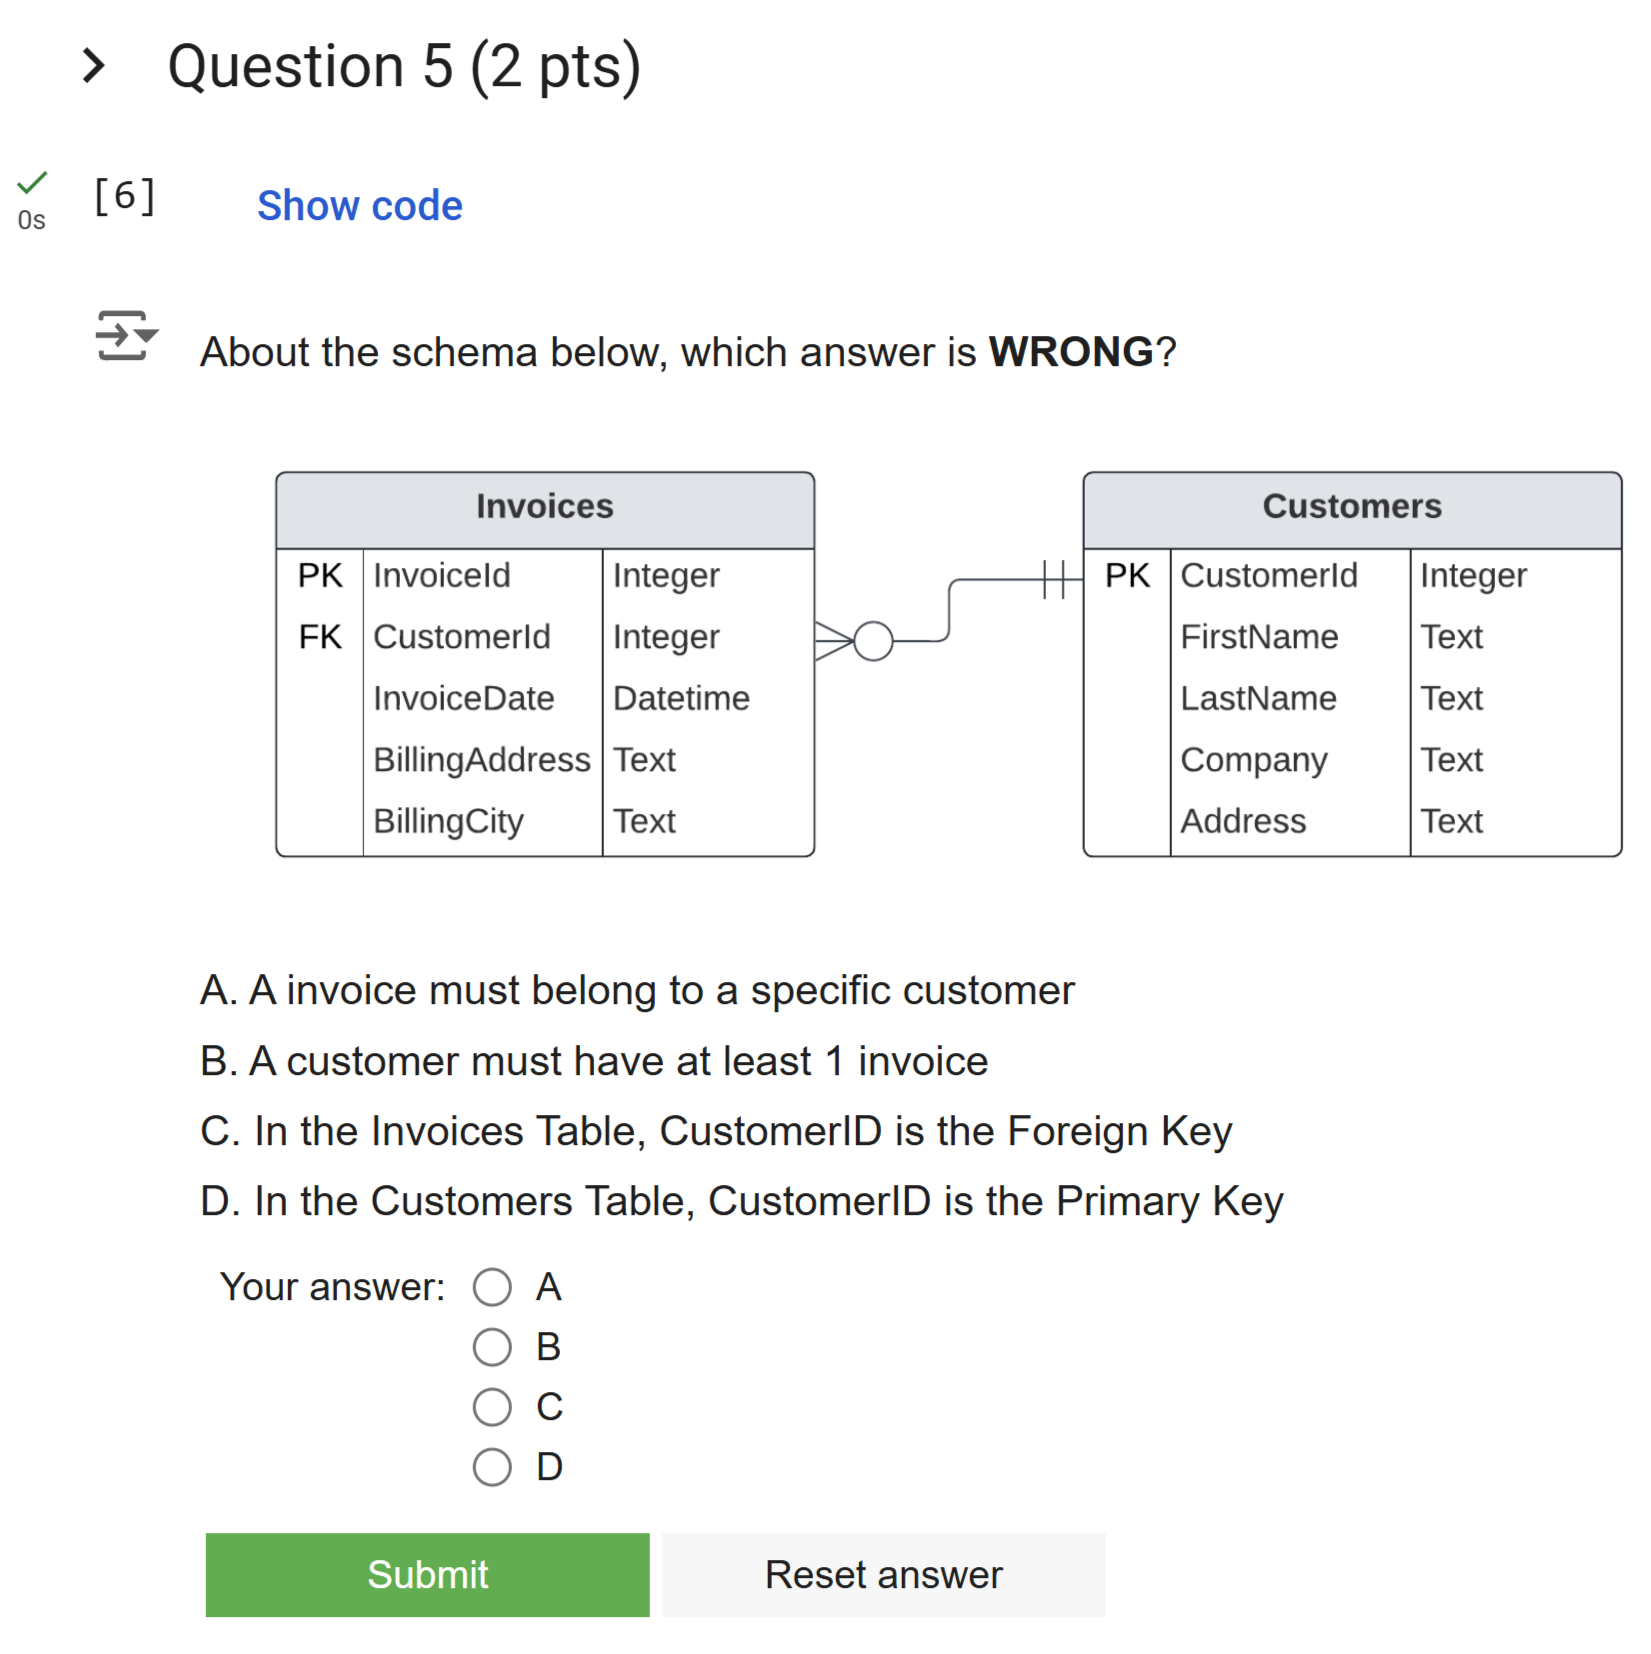 Question 5 (2 pts)
[6]
0s
Show code
About the schema below, which answer is WRONG?
Invoices
PK InvoiceId Integer
FK CustomerId Integer
InvoiceDate Datetime
BillingAddress Text
BillingCity Text
Customers
PK CustomerId Integer
FirstName Text
LastName Text
Company Text
Address Text
A. A invoice must belong to a specific customer
B. A customer must have at least 1 invoice
C. In the Invoices Table, CustomerID is the Foreign Key
D. In the Customers Table, CustomerID is the Primary Key
Your answer:
A
B
C
D
Submit
Reset answer